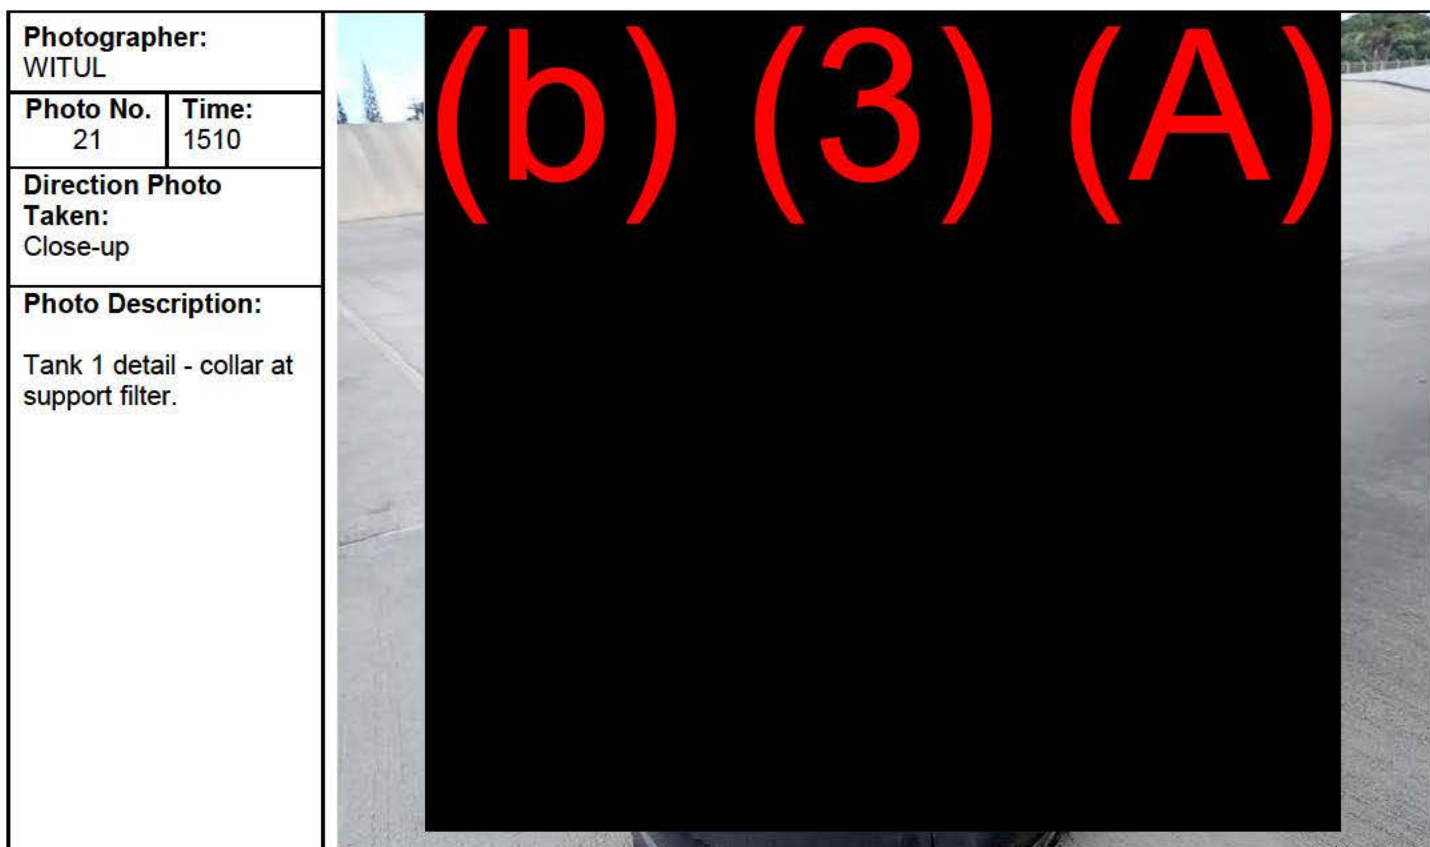 Photographer:
WITUL
Photo No.
21
Time:
1510
Direction Photo
Taken:
Close-up
Photo Description:
Tank 1 detail - collar at
support filter.
(b) (3) (A)